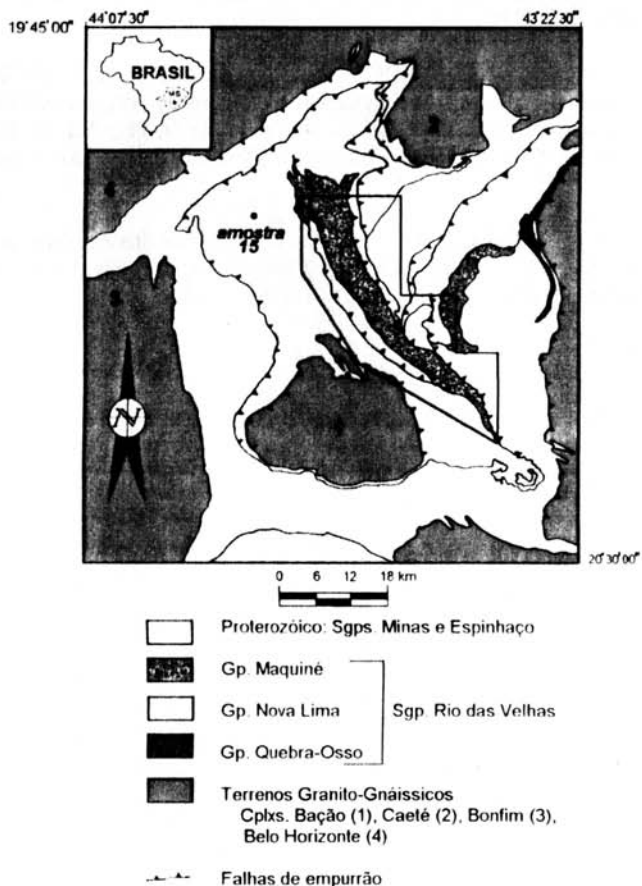 44°07'30"
43°22'30"
19°45'00"
BRASIL
MG
amostra
15
N
20°30'00"
0 6 12 18 km
Proterozóico: Sgps. Minas e Espinhaço
Gp. Maquiné
Gp. Nova Lima
Sgp. Rio das Velhas
Gp. Quebra-Osso
Terrenos Granito-Gnáissicos
Cplxs. Bação (1), Caeté (2), Bonfim (3),
Belo Horizonte (4)
Falhas de empurrão